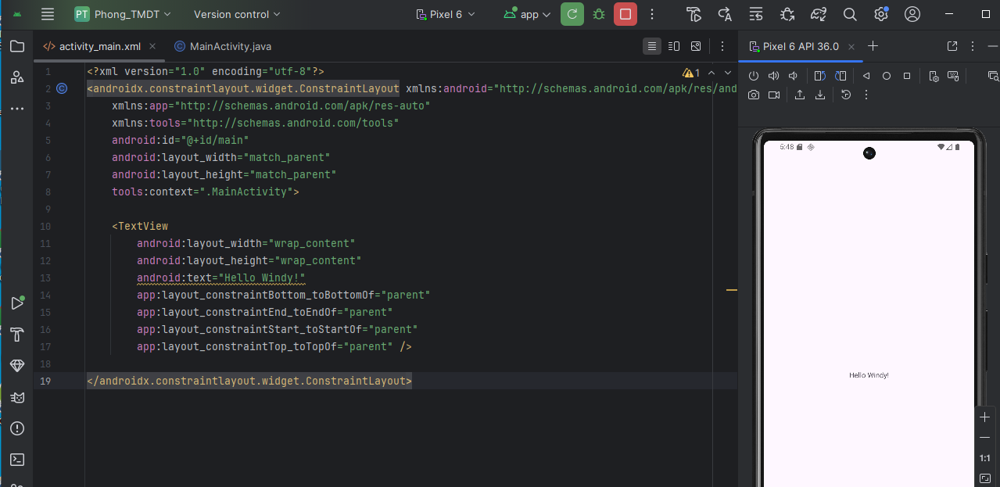 PT Phong_TMDT Version control Pixel 6 app
activity_main.xml MainActivity.java Pixel 6 API 36.0
1 <?xml version="1.0" encoding="utf-8"?> 1
2 <androidx.constraintlayout.widget.ConstraintLayout xmlns:android="http://schemas.android.com/apk/res/and
3 xmlns:app="http://schemas.android.com/apk/res-auto"
4 xmlns:tools="http://schemas.android.com/tools"
5 android:id="@+id/main"
6 android:layout_width="match_parent"
7 android:layout_height="match_parent"
8 tools:context=".MainActivity">
9
10 <TextView
11 android:layout_width="wrap_content"
12 android:layout_height="wrap_content"
13 android:text="Hello Windy!"
14 app:layout_constraintBottom_toBottomOf="parent"
15 app:layout_constraintEnd_toEndOf="parent"
16 app:layout_constraintStart_toStartOf="parent"
17 app:layout_constraintTop_toTopOf="parent" />
18
19 </androidx.constraintlayout.widget.ConstraintLayout>
5:48
Hello Windy!
1:1